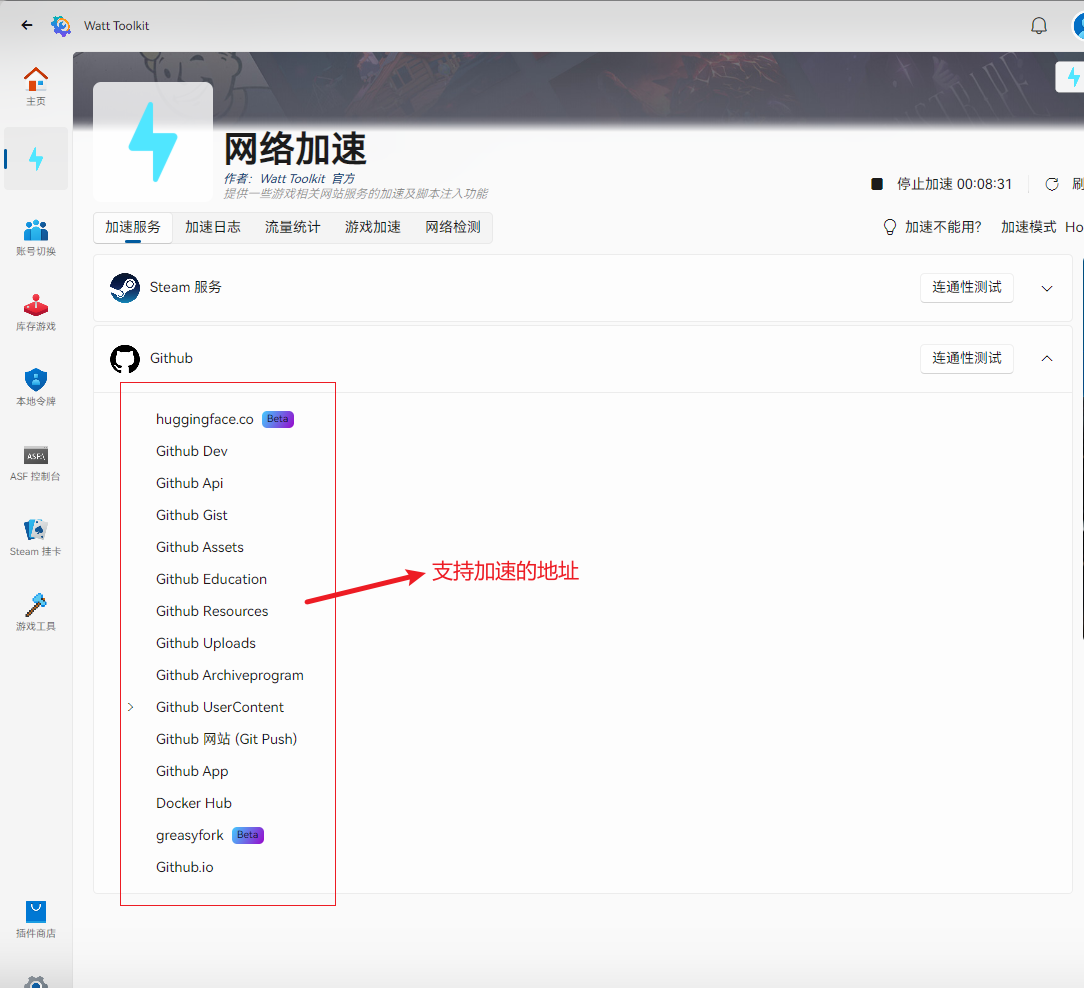 Watt Toolkit
主页
网络加速
作者: Watt Toolkit 官方
提供一些游戏相关网站服务的加速及脚本注入功能
停止加速 00:08:31
刷
加速服务 加速日志 流量统计 游戏加速 网络检测
加速不能用? 加速模式 Ho
账号切换
库存游戏
本地令牌
ASF 控制台
Steam 挂卡
游戏工具
插件商店
Steam 服务 连通性测试
Github 连通性测试
huggingface.co Beta
Github Dev
Github Api
Github Gist
Github Assets
Github Education
Github Resources
Github Uploads
Github Archiveprogram
Github UserContent
Github 网站 (Git Push)
Github App
Docker Hub
greasyfork Beta
Github.io
支持加速的地址